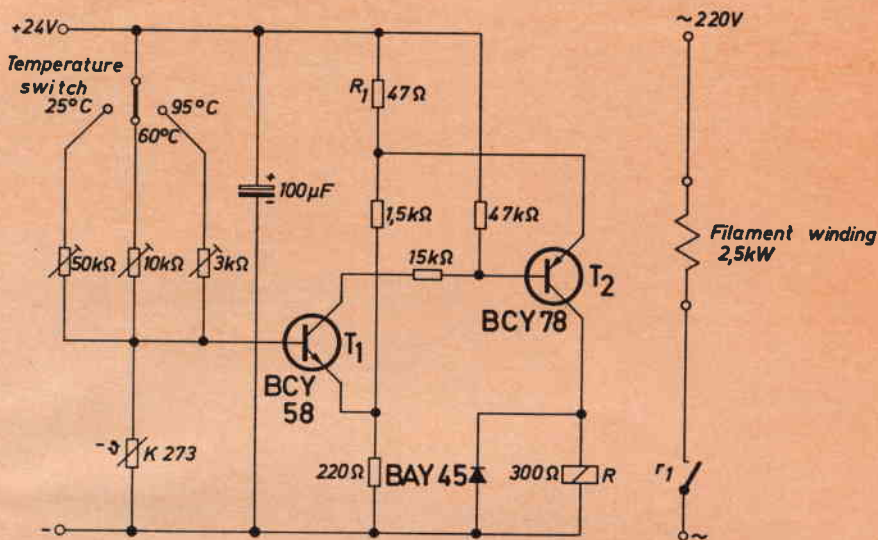 +24V
~220V
Temperature
switch
25°C
95°C
60°C
R1
47Ω
+
100μF
-
1,5kΩ
47kΩ
Filament winding
2,5kW
50kΩ
10kΩ
3kΩ
15kΩ
T2
BCY 78
T1
BCY
58
-ϑ
K 273
220Ω
BAY 45
300Ω
R
r1
-
~